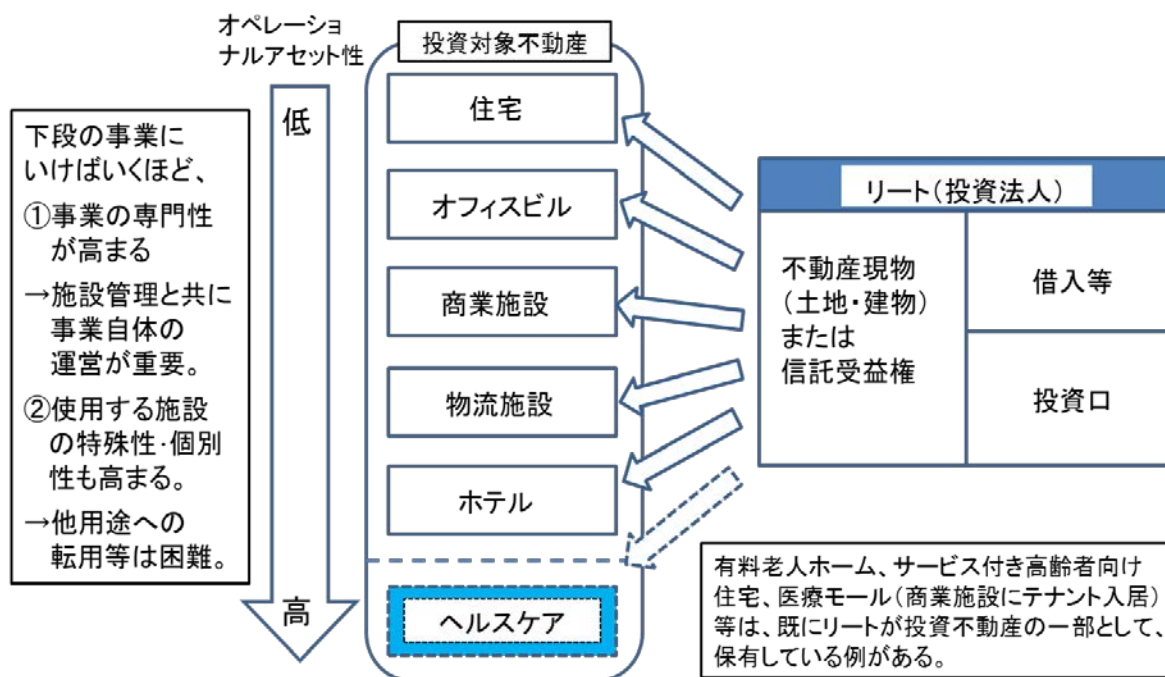 オペレーショ
ナルアセット性
低
高
下段の事業に
いけばいくほど、
①事業の専門性
が高まる
→施設管理と共に
事業自体の
運営が重要。
②使用する施設
の特殊性・個別
性も高まる。
→他用途への
転用等は困難。
投資対象不動産
住宅
オフィスビル
商業施設
物流施設
ホテル
ヘルスケア
リート（投資法人）
不動産現物
（土地・建物）
または
信託受益権
借入等
投資口
有料老人ホーム、サービス付き高齢者向け
住宅、医療モール（商業施設にテナント入居）
等は、既にリートが投資不動産の一部として、
保有している例がある。